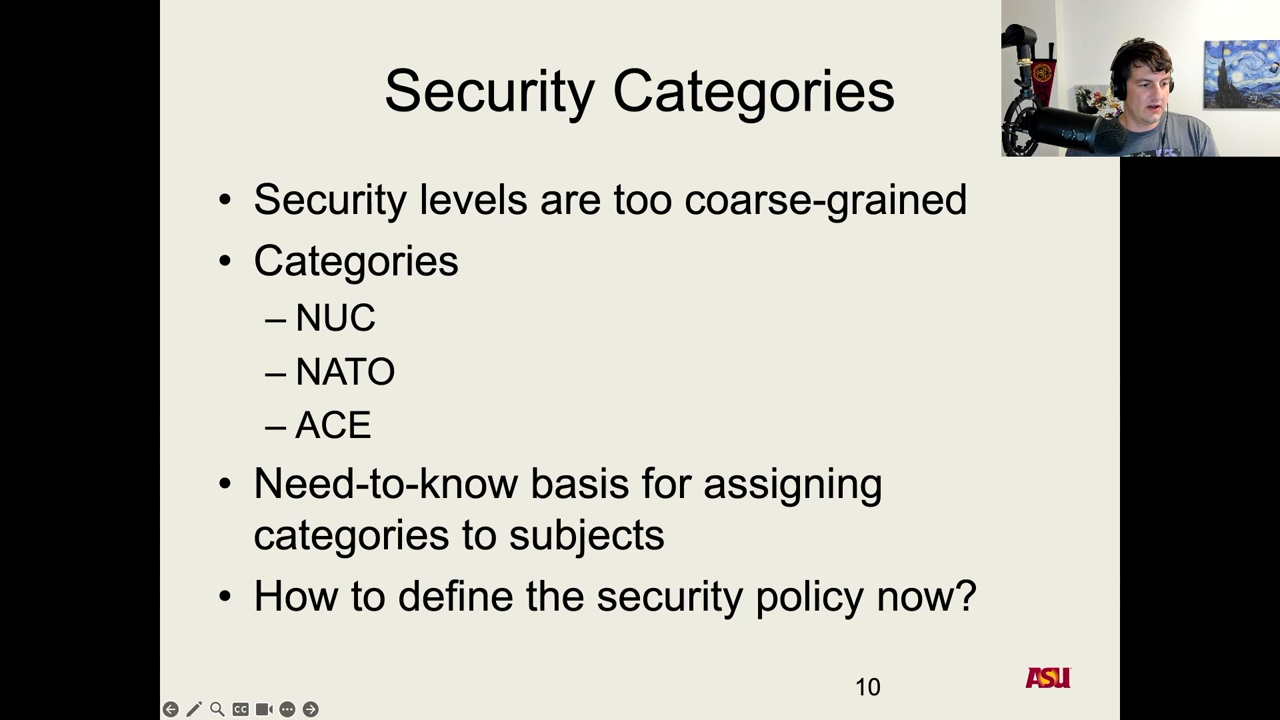 Security Categories
• Security levels are too coarse-grained
• Categories
– NUC
– NATO
– ACE
• Need-to-know basis for assigning
categories to subjects
• How to define the security policy now?
10
ASU
CC